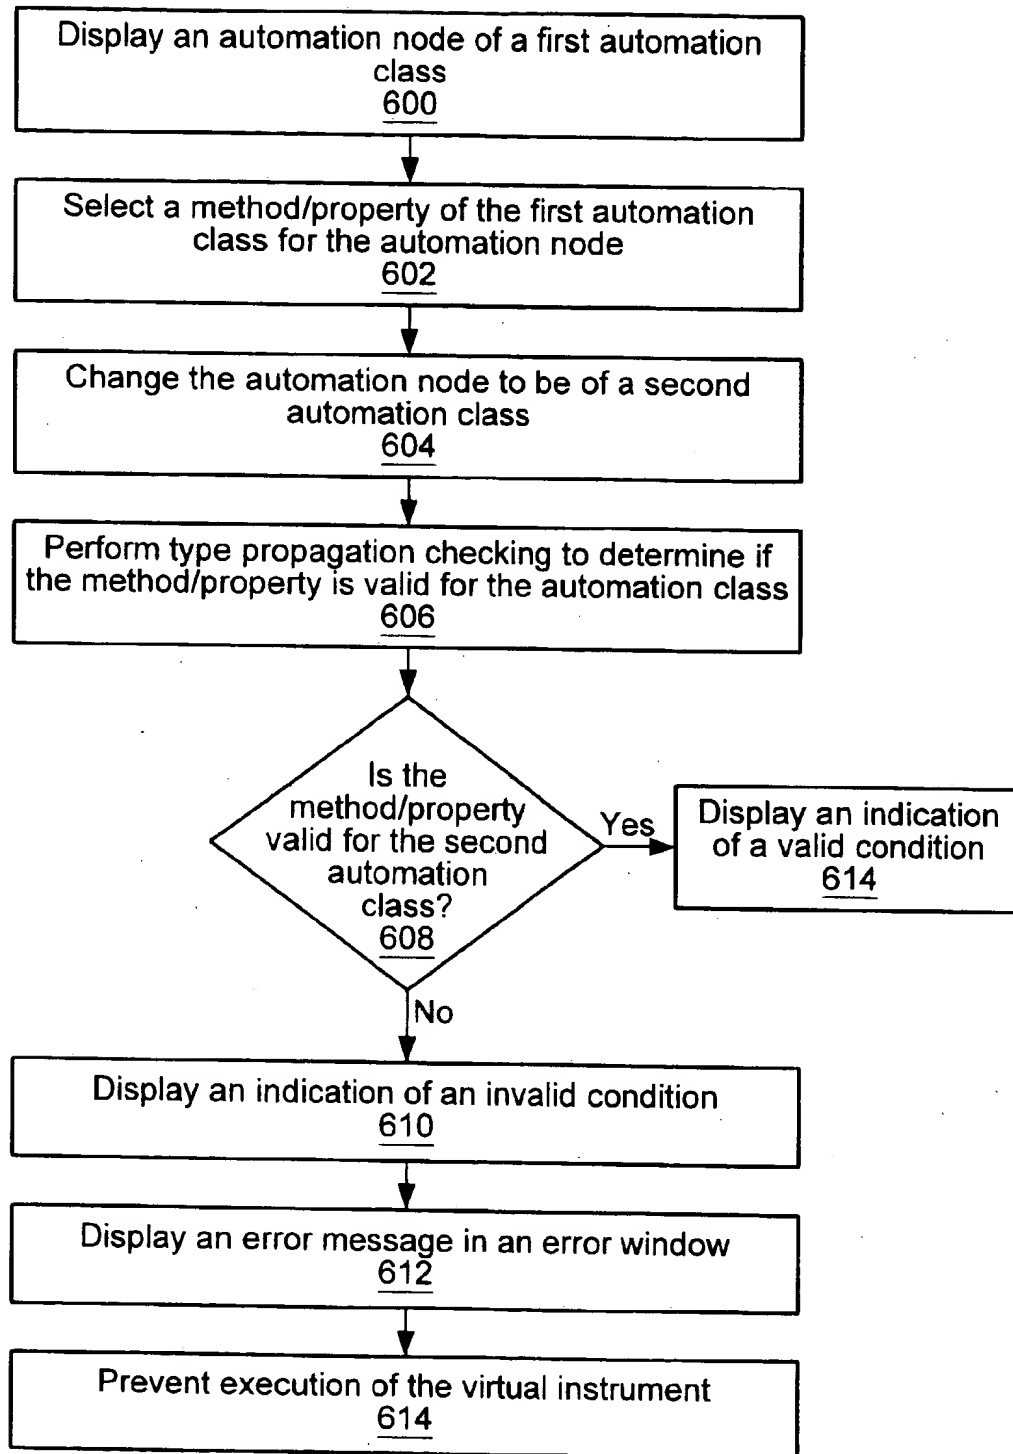 Display an automation node of a first automation
class
600
Select a method/property of the first automation
class for the automation node
602
Change the automation node to be of a second
automation class
604
Perform type propagation checking to determine if
the method/property is valid for the automation class
606
Is the
method/property
valid for the second
automation
class?
608
Yes
Display an indication
of a valid condition
614
No
Display an indication of an invalid condition
610
Display an error message in an error window
612
Prevent execution of the virtual instrument
614